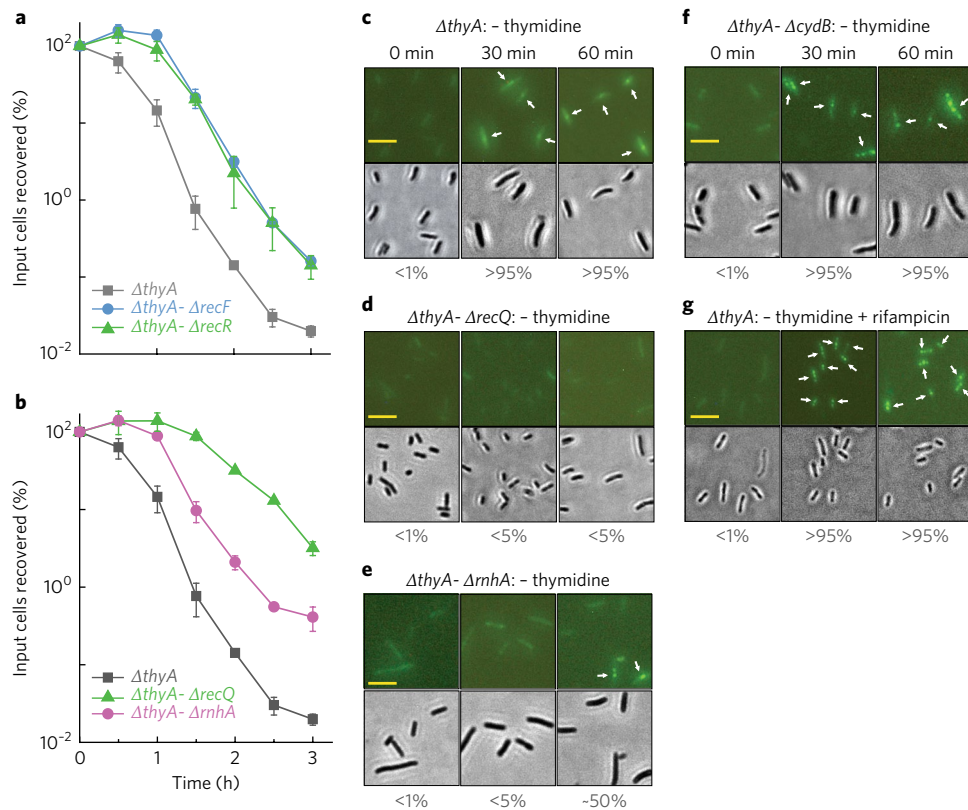 a
Input cells recovered (%)
10²
10⁰
10⁻²
ΔthyA
ΔthyA- ΔrecF
ΔthyA- ΔrecR
b
Input cells recovered (%)
10²
10⁰
10⁻²
ΔthyA
ΔthyA- ΔrecQ
ΔthyA- ΔrnhA
0 1 2 3
Time (h)
c
ΔthyA: – thymidine
0 min 30 min 60 min
<1% >95% >95%
d
ΔthyA- ΔrecQ: – thymidine
<1% <5% <5%
e
ΔthyA- ΔrnhA: – thymidine
<1% <5% ~50%
f
ΔthyA- ΔcydB: – thymidine
0 min 30 min 60 min
<1% >95% >95%
g
ΔthyA: – thymidine + rifampicin
<1% >95% >95%